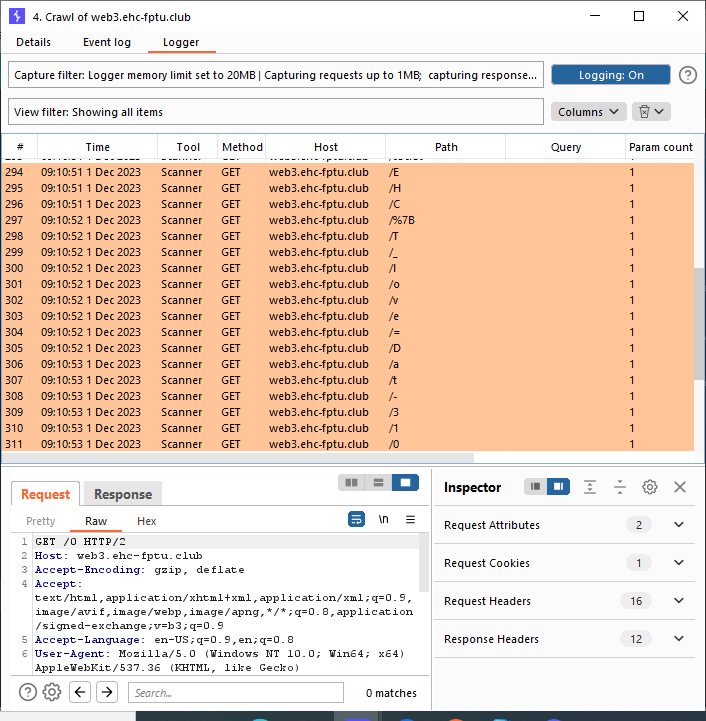 4. Crawl of web3.ehc-fptu.club
Details Event log Logger
Capture filter: Logger memory limit set to 20MB | Capturing requests up to 1MB; capturing response... Logging: On
View filter: Showing all items Columns
# Time Tool Method Host Path Query Param count
294 09:10:51 1 Dec 2023 Scanner GET web3.ehc-fptu.club /E 1
295 09:10:51 1 Dec 2023 Scanner GET web3.ehc-fptu.club /H 1
296 09:10:51 1 Dec 2023 Scanner GET web3.ehc-fptu.club /C 1
297 09:10:52 1 Dec 2023 Scanner GET web3.ehc-fptu.club /%7B 1
298 09:10:52 1 Dec 2023 Scanner GET web3.ehc-fptu.club /T 1
299 09:10:52 1 Dec 2023 Scanner GET web3.ehc-fptu.club /_ 1
300 09:10:52 1 Dec 2023 Scanner GET web3.ehc-fptu.club /l 1
301 09:10:52 1 Dec 2023 Scanner GET web3.ehc-fptu.club /o 1
302 09:10:52 1 Dec 2023 Scanner GET web3.ehc-fptu.club /v 1
303 09:10:52 1 Dec 2023 Scanner GET web3.ehc-fptu.club /e 1
304 09:10:52 1 Dec 2023 Scanner GET web3.ehc-fptu.club /= 1
305 09:10:52 1 Dec 2023 Scanner GET web3.ehc-fptu.club /D 1
306 09:10:53 1 Dec 2023 Scanner GET web3.ehc-fptu.club /a 1
307 09:10:53 1 Dec 2023 Scanner GET web3.ehc-fptu.club /t 1
308 09:10:53 1 Dec 2023 Scanner GET web3.ehc-fptu.club /- 1
309 09:10:53 1 Dec 2023 Scanner GET web3.ehc-fptu.club /3 1
310 09:10:53 1 Dec 2023 Scanner GET web3.ehc-fptu.club /1 1
311 09:10:53 1 Dec 2023 Scanner GET web3.ehc-fptu.club /0 1
Request Response
Pretty Raw Hex \n
1 GET /0 HTTP/2
2 Host: web3.ehc-fptu.club
3 Accept-Encoding: gzip, deflate
4 Accept:
text/html,application/xhtml+xml,application/xml;q=0.9,
image/avif,image/webp,image/apng,*/*;q=0.8,application
/signed-exchange;v=b3;q=0.9
5 Accept-Language: en-US;q=0.9,en;q=0.8
6 User-Agent: Mozilla/5.0 (Windows NT 10.0; Win64; x64)
AppleWebKit/537.36 (KHTML, like Gecko)
Search... 0 matches
Inspector
Request Attributes 2
Request Cookies 1
Request Headers 16
Response Headers 12